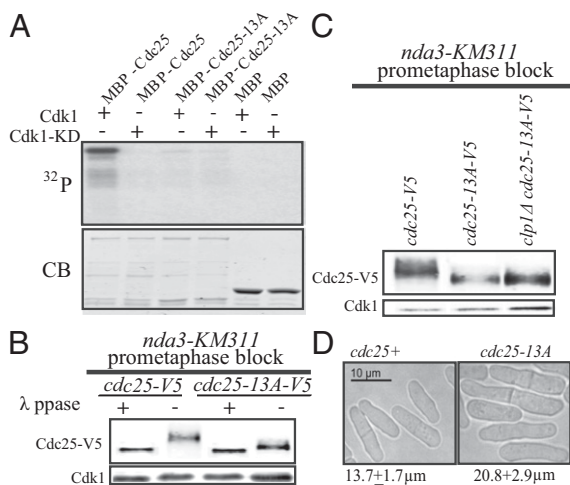 A
MBP-Cdc25
MBP-Cdc25
MBP-Cdc25-13A
MBP-Cdc25-13A
MBP
MBP
Cdk1 + - + - + -
Cdk1-KD - + - + - +
32P
CB
B
nda3-KM311
prometaphase block
cdc25-V5 cdc25-13A-V5
λ ppase + - + -
Cdc25-V5
Cdk1
C
nda3-KM311
prometaphase block
cdc25-V5
cdc25-13A-V5
clp1Δ cdc25-13A-V5
Cdc25-V5
Cdk1
D
cdc25+ cdc25-13A
10 µm
13.7±1.7µm 20.8±2.9µm